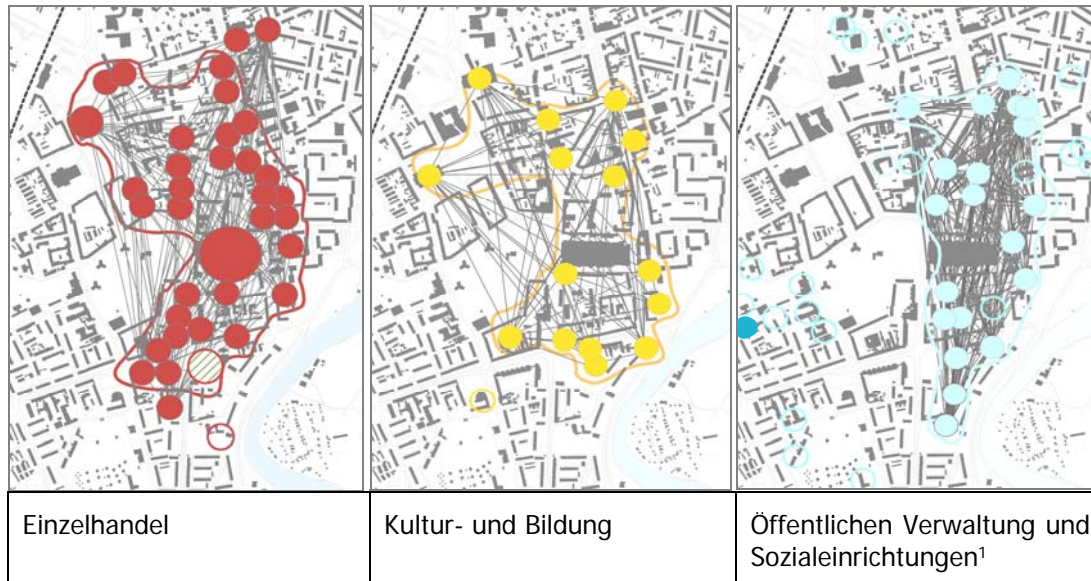 Einzelhandel
Kultur- und Bildung
Öffentlichen Verwaltung und
Sozialeinrichtungen¹